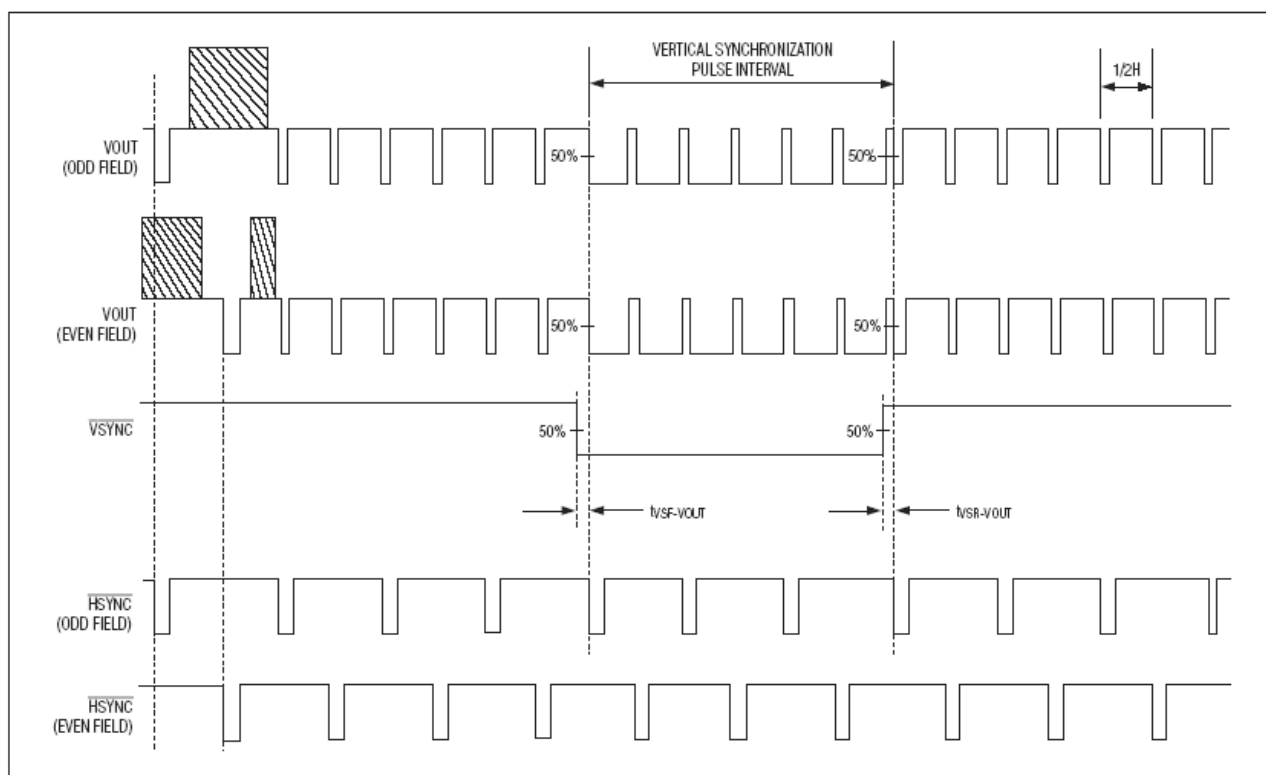 VERTICAL SYNCHRONIZATION
PULSE INTERVAL
1/2H
VOUT
(ODD FIELD)
50%
50%
VOUT
(EVEN FIELD)
50%
50%
VSYNC
50%
50%
tVSF-VOUT
tVSR-VOUT
HSYNC
(ODD FIELD)
HSYNC
(EVEN FIELD)